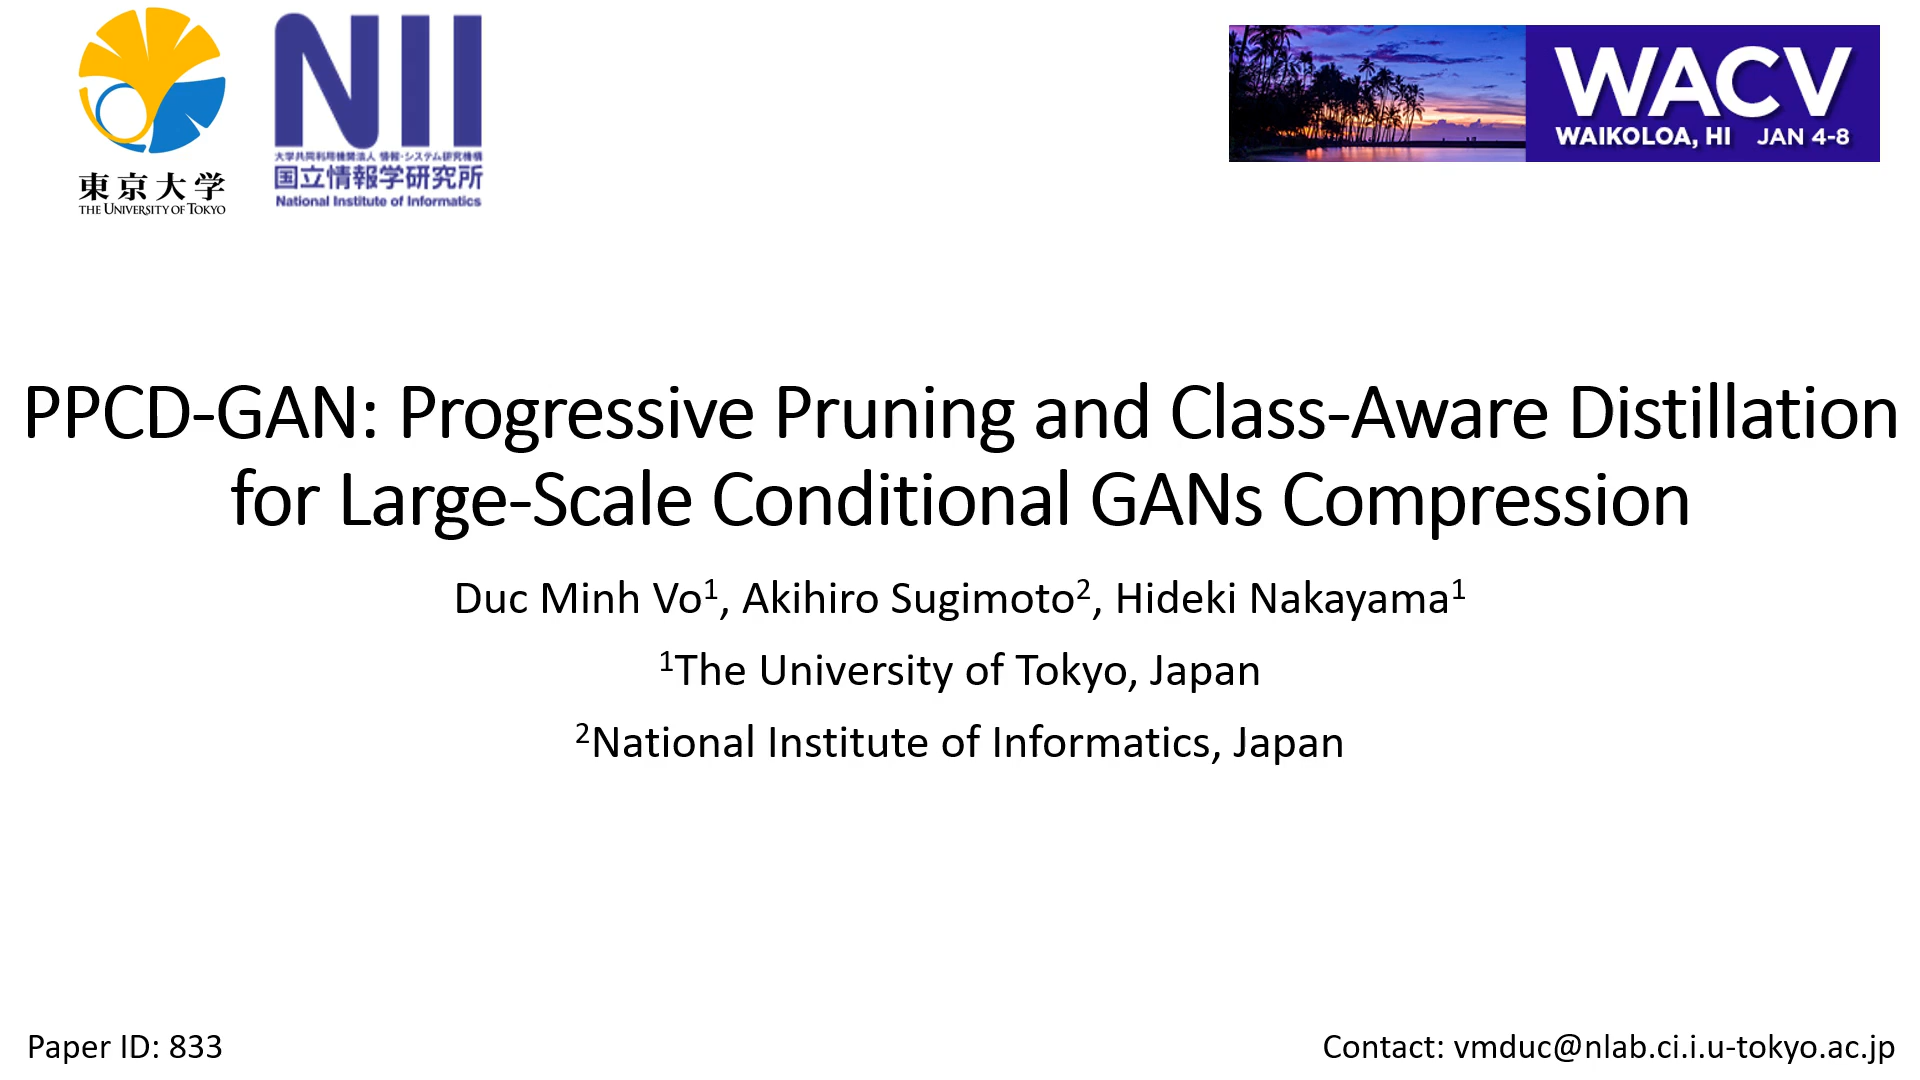 東京大学
THE UNIVERSITY OF TOKYO
NII
大学共同利用機関法人 情報・システム研究機構
国立情報学研究所
National Institute of Informatics
WACV
WAIKOLOA, HI JAN 4-8
PPCD-GAN: Progressive Pruning and Class-Aware Distillation
for Large-Scale Conditional GANs Compression
Duc Minh Vo¹, Akihiro Sugimoto², Hideki Nakayama¹
¹The University of Tokyo, Japan
²National Institute of Informatics, Japan
Paper ID: 833
Contact: vmduc@nlab.ci.i.u-tokyo.ac.jp